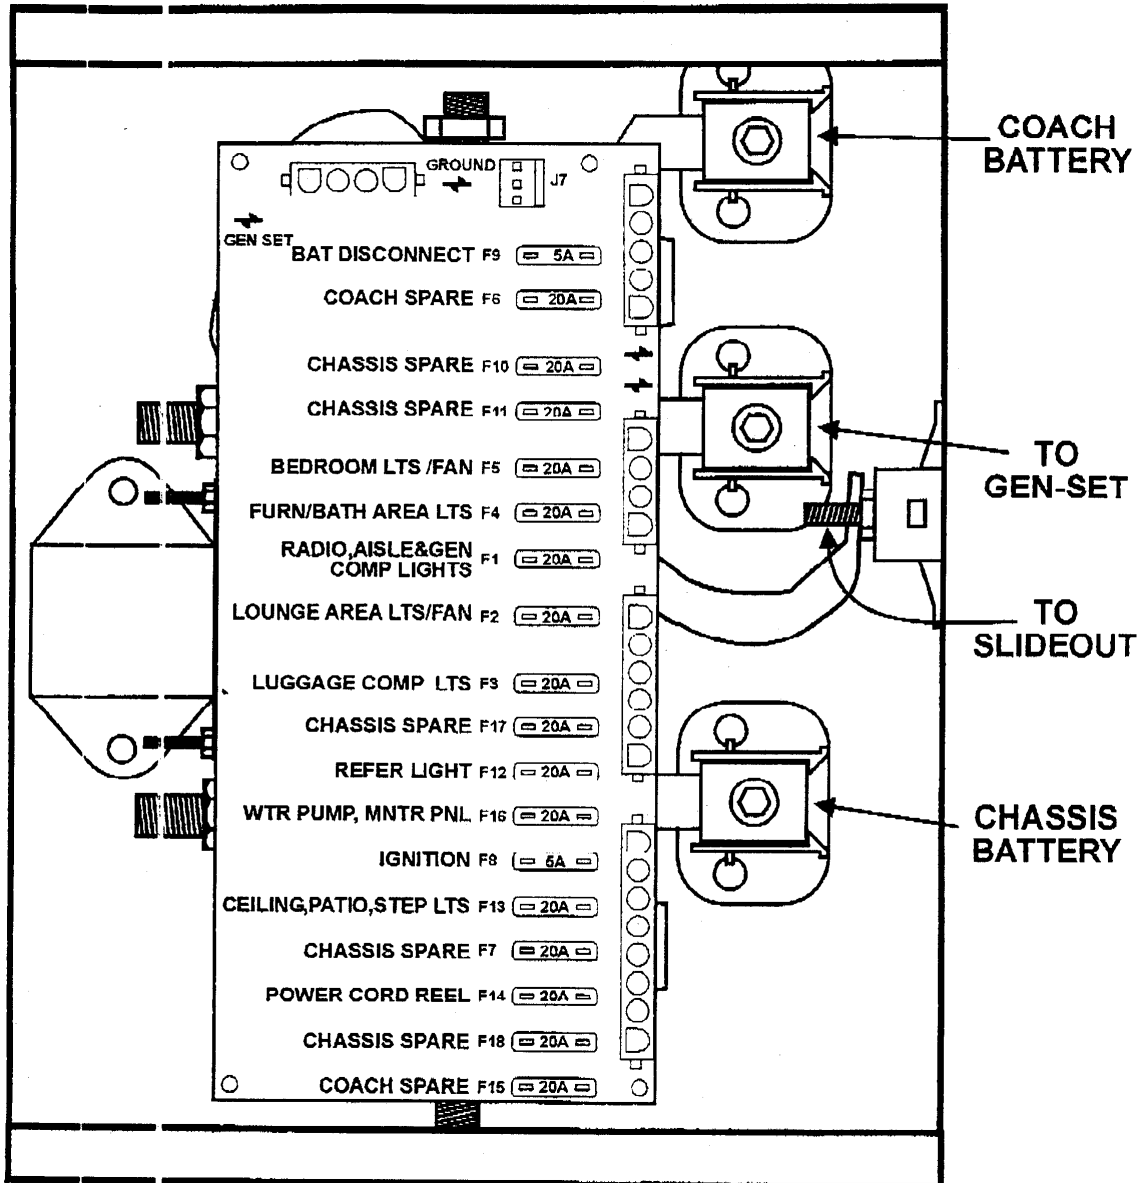 COACH
BATTERY
GROUND
J7
GEN SET
BAT DISCONNECT F9 5A
COACH SPARE F6 20A
CHASSIS SPARE F10 20A
CHASSIS SPARE F11 20A
TO
GEN-SET
BEDROOM LTS /FAN F5 20A
FURN/BATH AREA LTS F4 20A
RADIO,AISLE&GEN
COMP LIGHTS F1 20A
LOUNGE AREA LTS/FAN F2 20A
TO
SLIDEOUT
LUGGAGE COMP LTS F3 20A
CHASSIS SPARE F17 20A
REFER LIGHT F12 20A
WTR PUMP, MNTR PNL F16 20A
CHASSIS
BATTERY
IGNITION F8 5A
CEILING,PATIO,STEP LTS F13 20A
CHASSIS SPARE F7 20A
POWER CORD REEL F14 20A
CHASSIS SPARE F18 20A
COACH SPARE F15 20A